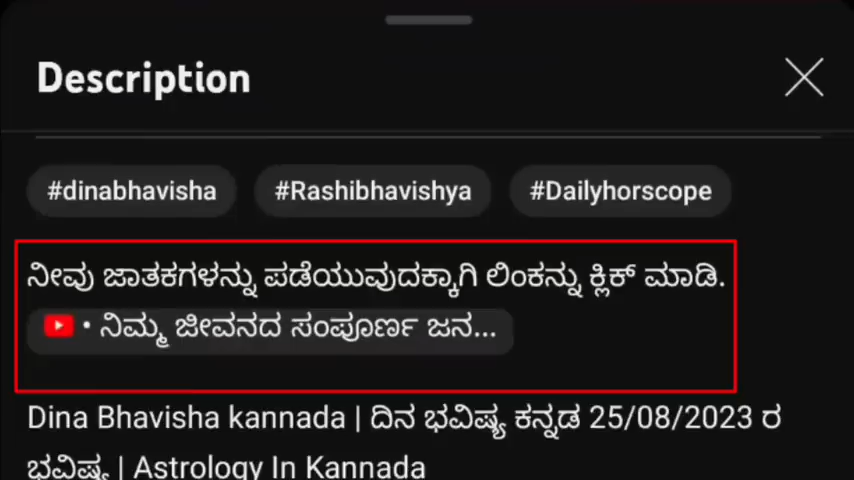 Description
#dinabhavisha #Rashibhavishya #Dailyhorscope
ನೀವು ಜಾತಕಗಳನ್ನು ಪಡೆಯುವುದಕ್ಕಾಗಿ ಲಿಂಕನ್ನು ಕ್ಲಿಕ್ ಮಾಡಿ.
• ನಿಮ್ಮ ಜೀವನದ ಸಂಪೂರ್ಣ ಜನ...
Dina Bhavisha kannada | ದಿನ ಭವಿಷ್ಯ ಕನ್ನಡ 25/08/2023 ರ
ಭವಿಷ್ಯ | Astrology In Kannada